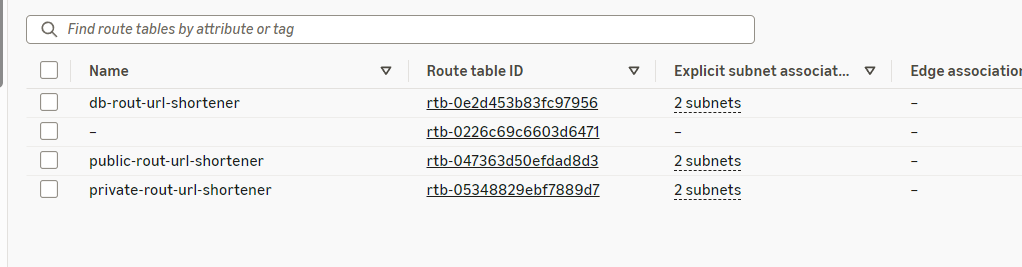 Find route tables by attribute or tag
Name Route table ID Explicit subnet associat... Edge association
db-rout-url-shortener rtb-0e2d453b83fc97956 2 subnets –
– rtb-0226c69c6603d6471 – –
public-rout-url-shortener rtb-047363d50efdad8d3 2 subnets –
private-rout-url-shortener rtb-05348829ebf7889d7 2 subnets –